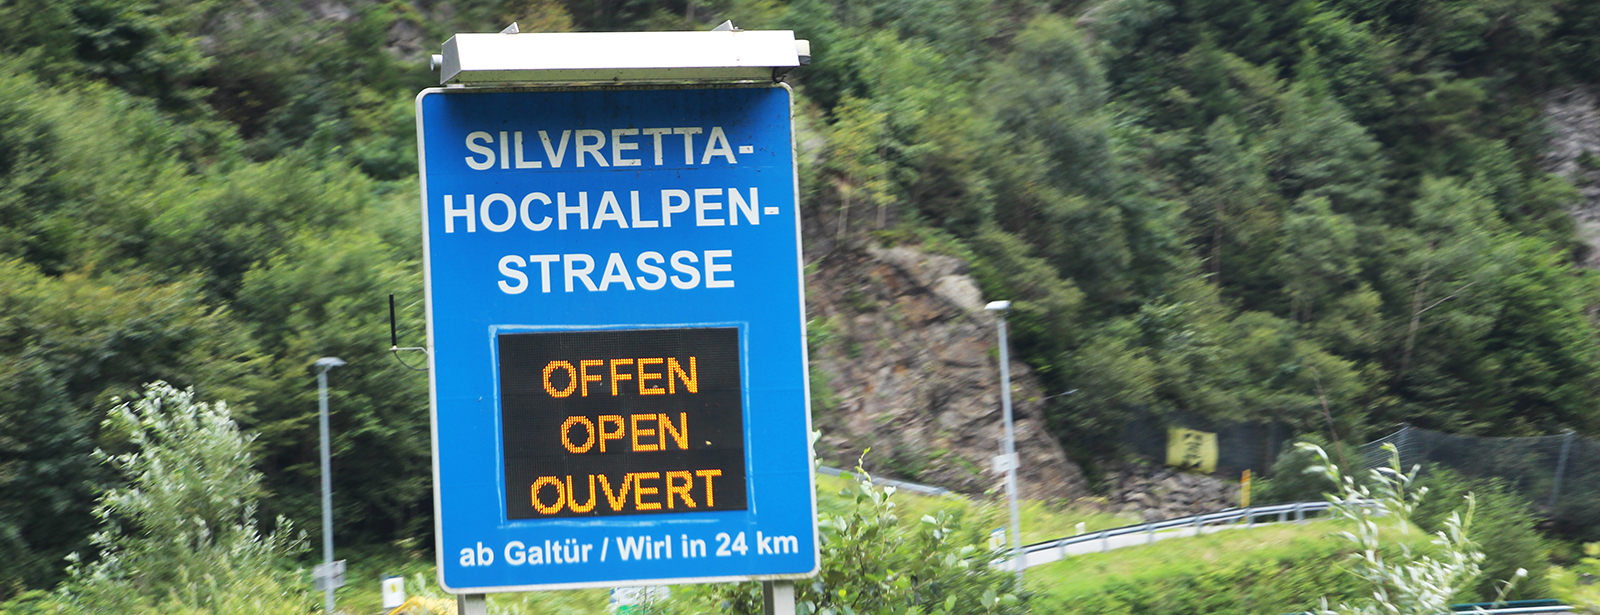 SILVRETTA-
HOCHALPEN-
STRASSE
OFFEN
OPEN
OUVERT
ab Galtür / Wirl in 24 km